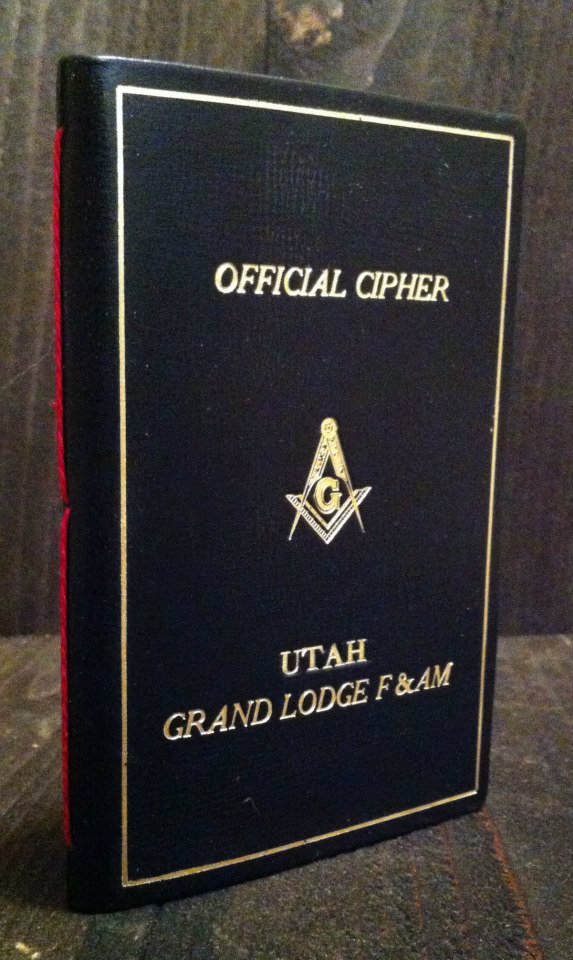 OFFICIAL CIPHER
G
UTAH
GRAND LODGE F & AM